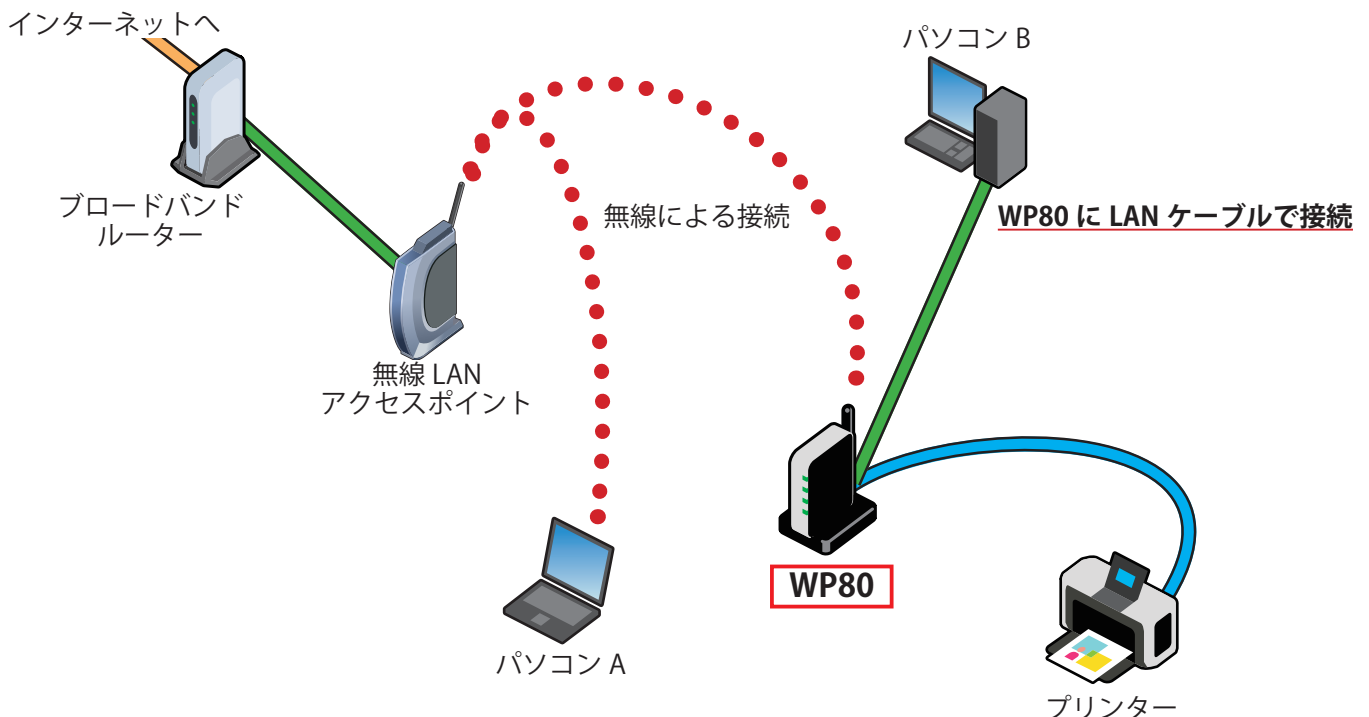 インターネットへ
パソコン B
ブロードバンド
ルーター
無線による接続
WP80 に LAN ケーブルで接続
無線 LAN
アクセスポイント
WP80
パソコン A
プリンター